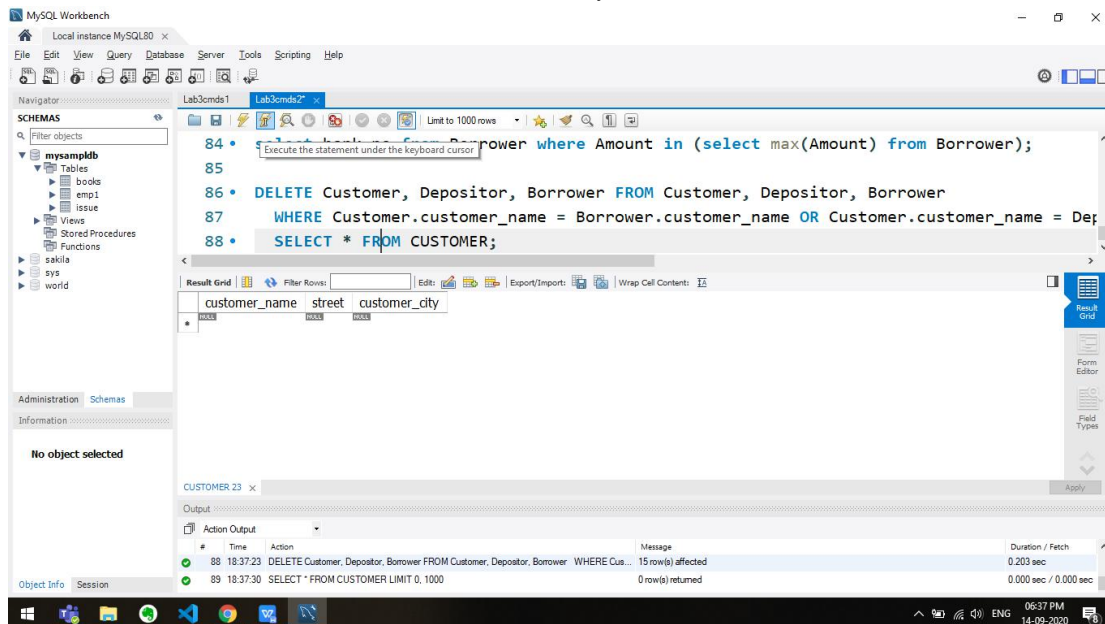 MySQL Workbench
Local instance MySQL80
File Edit View Query Database Server Tools Scripting Help
Navigator
Lab3cmds1 Lab3cmds2*
SCHEMAS
Limit to 1000 rows
Filter objects
mysampldb
Tables
books
emp1
issue
Views
Stored Procedures
Functions
sakila
sys
world
84 Borrower where Amount in (select max(Amount) from Borrower);
Execute the statement under the keyboard cursor
85
86 DELETE Customer, Depositor, Borrower FROM Customer, Depositor, Borrower
87 WHERE Customer.customer_name = Borrower.customer_name OR Customer.customer_name = Dep
88 SELECT * FROM CUSTOMER;
Result Grid Filter Rows: Edit: Export/Import: Wrap Cell Content:
customer_name street customer_city
NULL NULL NULL
Result Grid
Form Editor
Field Types
Administration Schemas
Information
No object selected
CUSTOMER 23
Apply
Output
Action Output
# Time Action Message Duration / Fetch
88 18:37:23 DELETE Customer, Depositor, Borrower FROM Customer, Depositor, Borrower WHERE Cus... 15 row(s) affected 0.203 sec
89 18:37:30 SELECT * FROM CUSTOMER LIMIT 0, 1000 0 row(s) returned 0.000 sec / 0.000 sec
Object Info Session
ENG 06:37 PM
14-09-2020
8